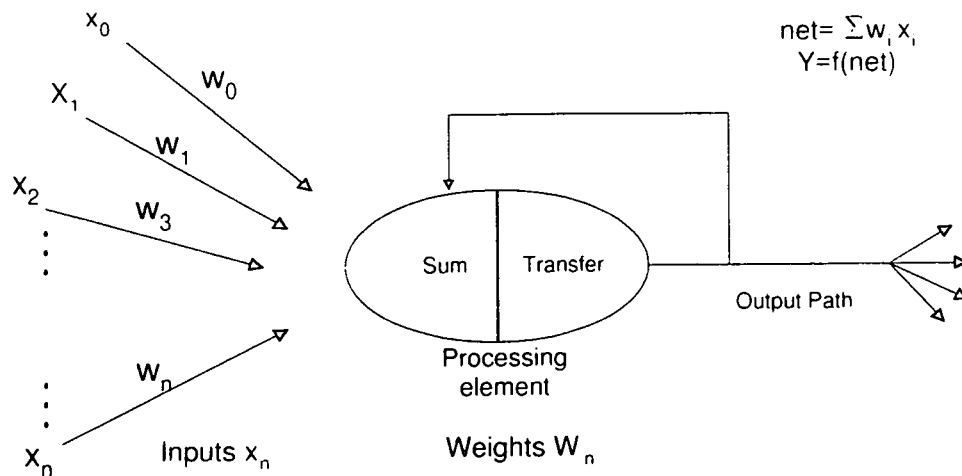 x₀
net= Σwᵢ xᵢ
Y=f(net)
W₀
X₁
W₁
X₂
W₃
Sum
Transfer
Output Path
Processing
element
Wₙ
Xₙ
Inputs xₙ
Weights Wₙ